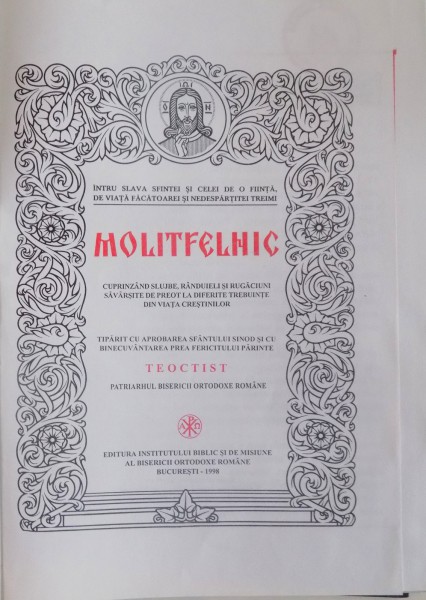 ÎNTRU SLAVA SFINTEI ȘI CELEI DE O FIINȚĂ,
DE VIAȚĂ FĂCĂTOAREI ȘI NEDESPĂRȚITEI TREIMI
MOLITFELNIC
CUPRINZÂND SLUJBE, RÂNDUIELI ȘI RUGĂCIUNI
SĂVÂRȘITE DE PREOT LA DIFERITE TREBUINȚE
DIN VIAȚA CREȘTINILOR
TIPĂRIT CU APROBAREA SFÂNTULUI SINOD ȘI CU
BINECUVÂNTAREA PREA FERICITULUI PĂRINTE
TEOCTIST
PATRIARHUL BISERICII ORTODOXE ROMÂNE
EDITURA INSTITUTULUI BIBLIC ȘI DE MISIUNE
AL BISERICII ORTODOXE ROMÂNE
BUCUREȘTI - 1998